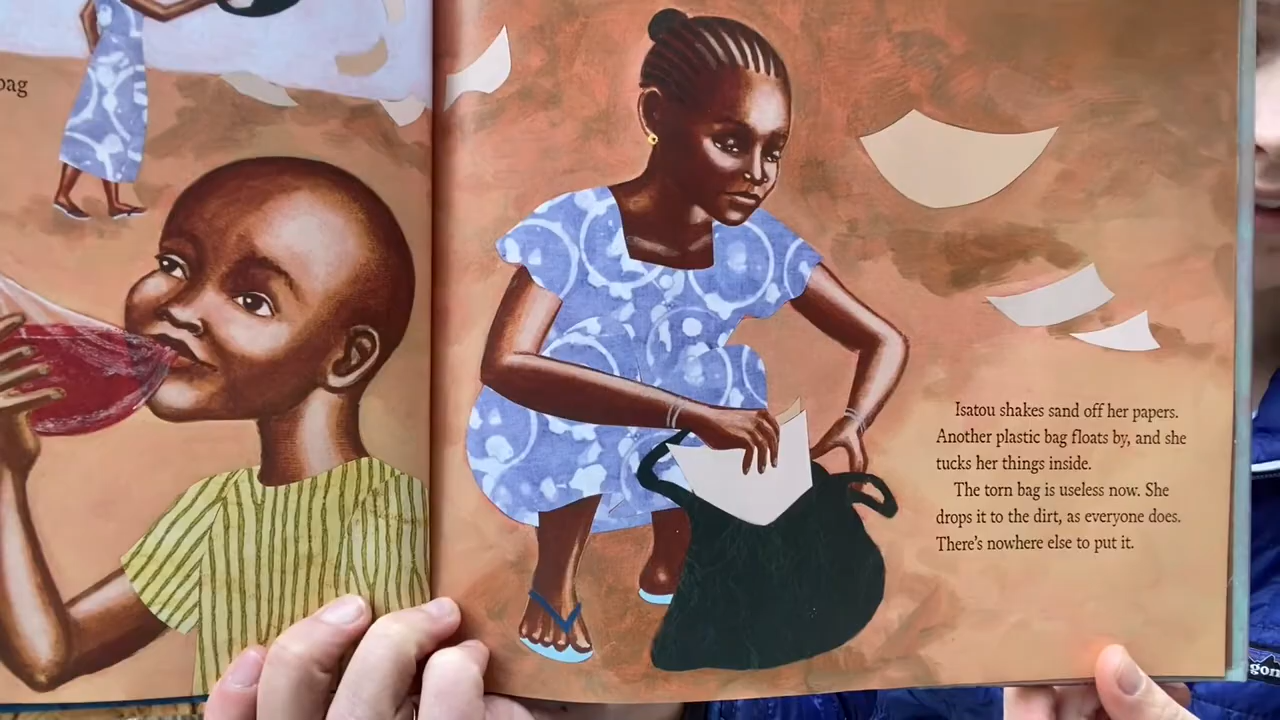 bag
Isatou shakes sand off her papers.
Another plastic bag floats by, and she
tucks her things inside.
The torn bag is useless now. She
drops it to the dirt, as everyone does.
There's nowhere else to put it.
gon